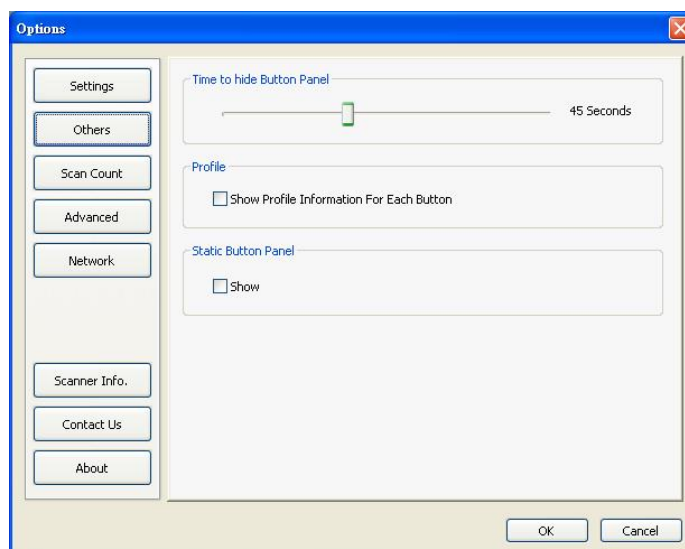 Options
Settings
Others
Scan Count
Advanced
Network
Scanner Info.
Contact Us
About
Time to hide Button Panel
45 Seconds
Profile
Show Profile Information For Each Button
Static Button Panel
Show
OK
Cancel